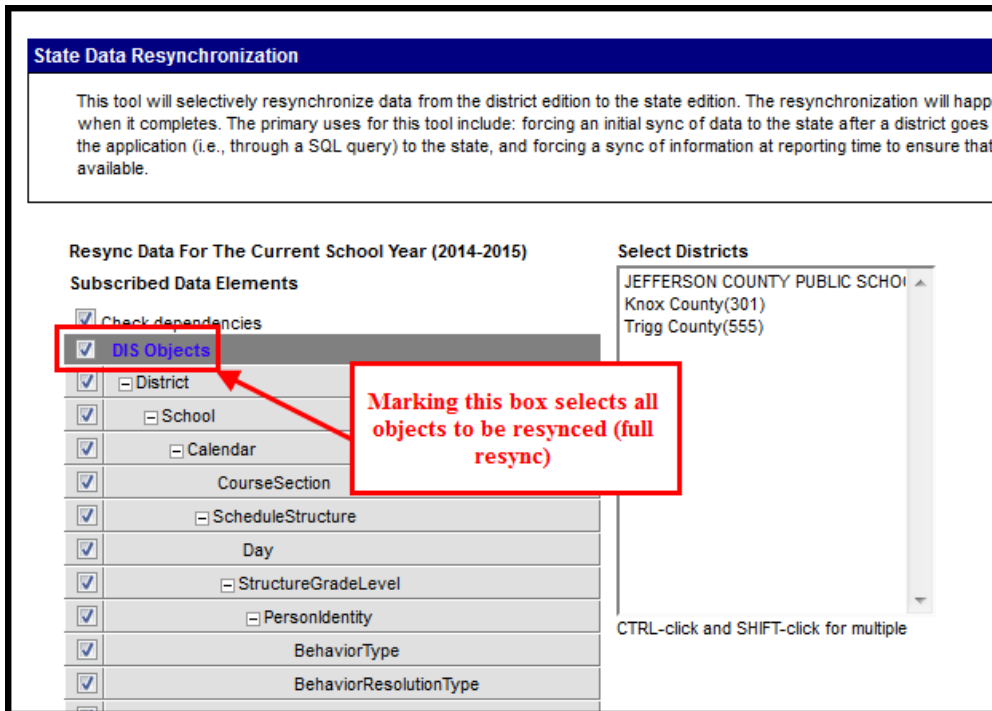 State Data Resynchronization
This tool will selectively resynchronize data from the district edition to the state edition. The resynchronization will happ
when it completes. The primary uses for this tool include: forcing an initial sync of data to the state after a district goes
the application (i.e., through a SQL query) to the state, and forcing a sync of information at reporting time to ensure that
available.
Resync Data For The Current School Year (2014-2015)
Subscribed Data Elements
Check dependencies
DIS Objects
District
School
Calendar
CourseSection
ScheduleStructure
Day
StructureGradeLevel
PersonIdentity
BehaviorType
BehaviorResolutionType
Marking this box selects all
objects to be resynced (full
resync)
Select Districts
JEFFERSON COUNTY PUBLIC SCHO
Knox County(301)
Trigg County(555)
CTRL-click and SHIFT-click for multiple